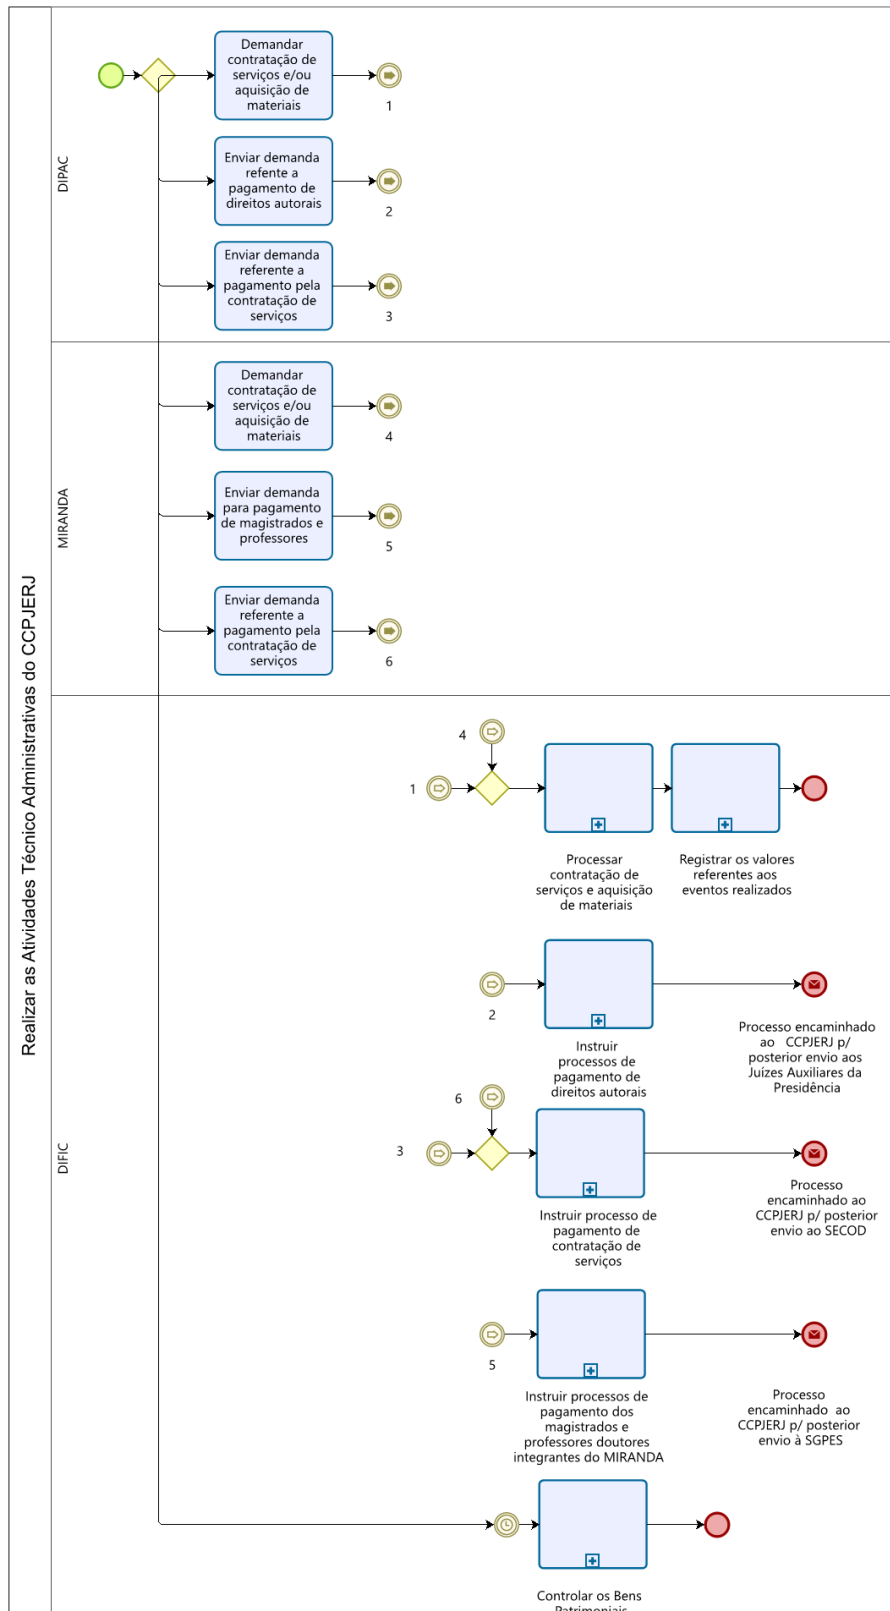 Realizar as Atividades Técnico Administrativas do CCPJERJ
DIPAC
Demandar
contratação de
serviços e/ou
aquisição de
materiais
1
Enviar demanda
refente a
pagamento de
direitos autorais
2
Enviar demanda
referente a
pagamento pela
contratação de
serviços
3
MIRANDA
Demandar
contratação de
serviços e/ou
aquisição de
materiais
4
Enviar demanda
para pagamento
de magistrados e
professores
5
Enviar demanda
referente a
pagamento pela
contratação de
serviços
6
DIFIC
4
1
Processar
contratação de
serviços e aquisição
de materiais
Registrar os valores
referentes aos
eventos realizados
2
Instruir
processos de
pagamento de
direitos autorais
Processo encaminhado
ao CCPJERJ p/
posterior envio aos
Juízes Auxiliares da
Presidência
6
3
Instruir processo de
pagamento de
contratação de
serviços
Processo
encaminhado ao
CCPJERJ p/ posterior
envio ao SECOD
5
Instruir processos de
pagamento dos
magistrados e
professores doutores
integrantes do MIRANDA
Processo
encaminhado ao
CCPJERJ p/ posterior
envio à SGPES
Controlar os Bens
Patrimoniais